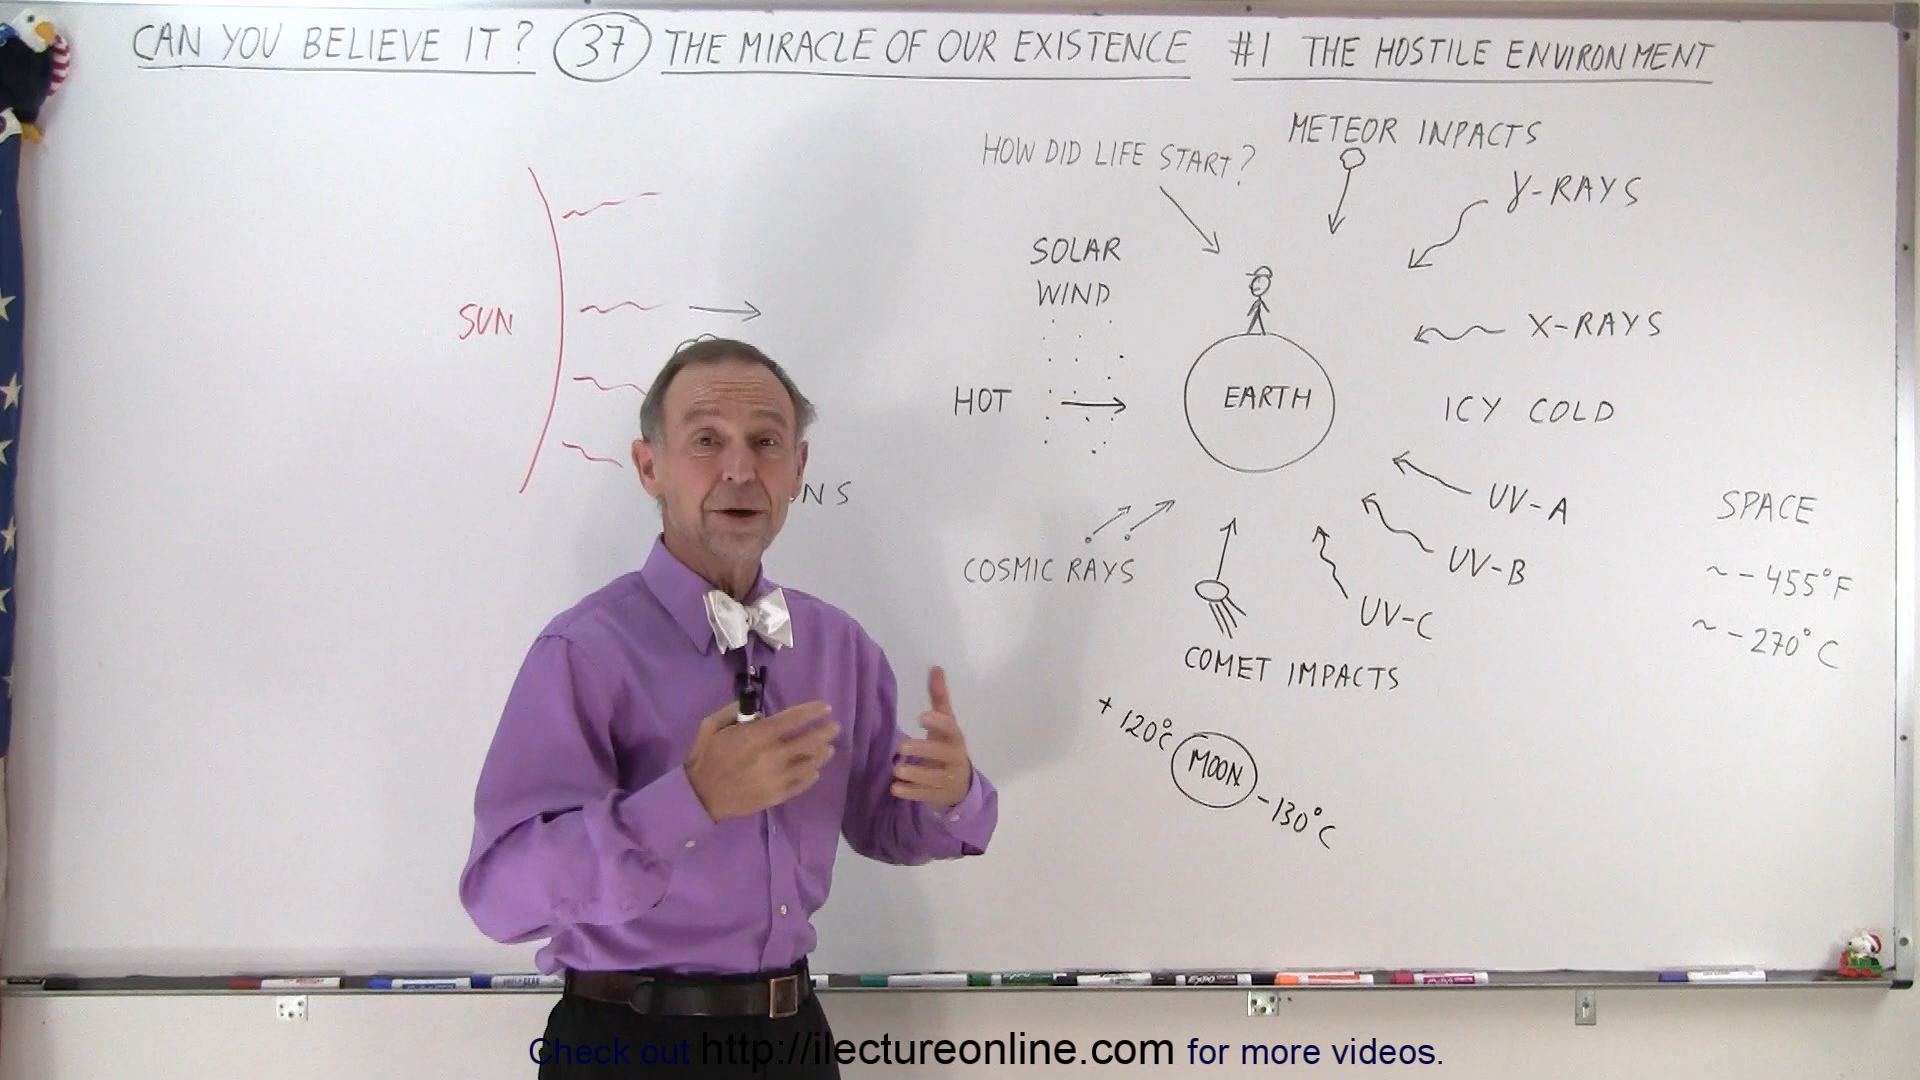 CAN YOU BELIEVE IT? 37 THE MIRACLE OF OUR EXISTENCE #1 THE HOSTILE ENVIRONMENT
METEOR INPACTS
HOW DID LIFE START?
γ-RAYS
SOLAR
WIND
SUN
X-RAYS
HOT
EARTH
ICY COLD
NS
UV-A
SPACE
COSMIC RAYS
UV-B
~ -455°F
UV-C
~ -270°C
COMET IMPACTS
+120°C
MOON
-130°C
Check out http://ilectureonline.com for more videos.